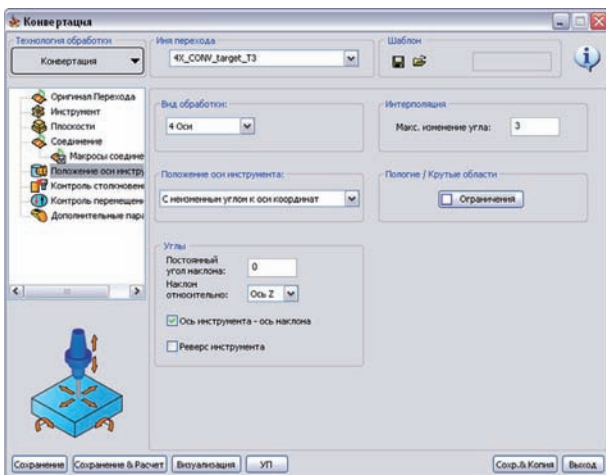 Конвертация
Технология обработки
Конвертация
Имя перехода
4X_CONV_target_T3
Шаблон
Оригинал Перехода
Инструмент
Плоскости
Соединение
Макросы соедине
Положение оси инстру
Контроль столкновен
Контроль перемещен
Дополнительные пара
Вид обработки:
4 Оси
Интерполяция
Макс. изменение угла: 3
Положение оси инструмента:
С неизменным углом к оси координат
Пологие / Крутые области
Ограничения
Углы
Постоянный
угол наклона: 0
Наклон
относительно: Ось Z
Ось инструмента - ось наклона
Реверс инструмента
Сохранение Сохранение & Расчет Визуализация УП Сохр.& Копия Выход